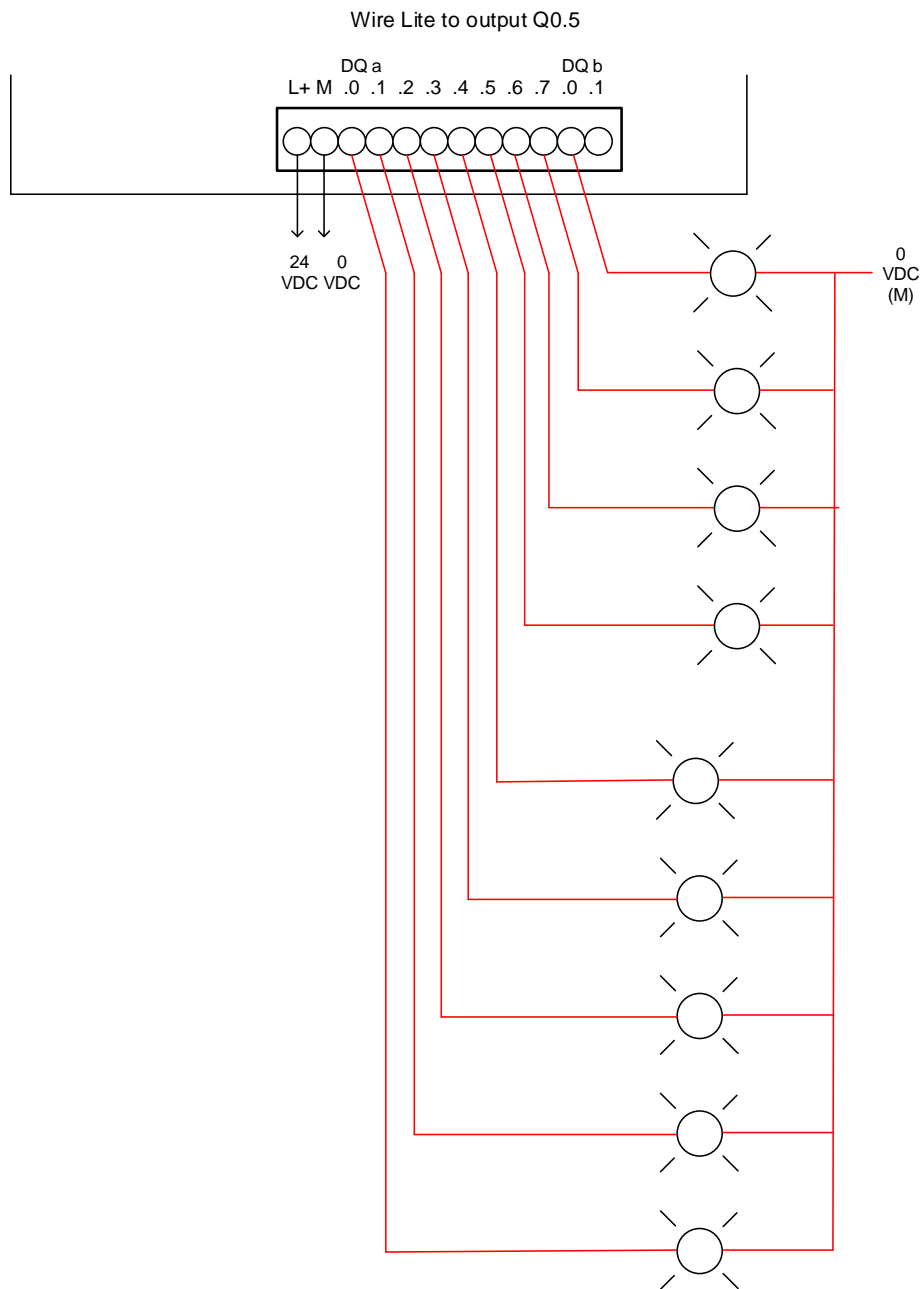 Wire Lite to output Q0.5
DQ a DQ b
L+ M .0 .1 .2 .3 .4 .5 .6 .7 .0 .1
24 0
VDC VDC
0
VDC
(M)